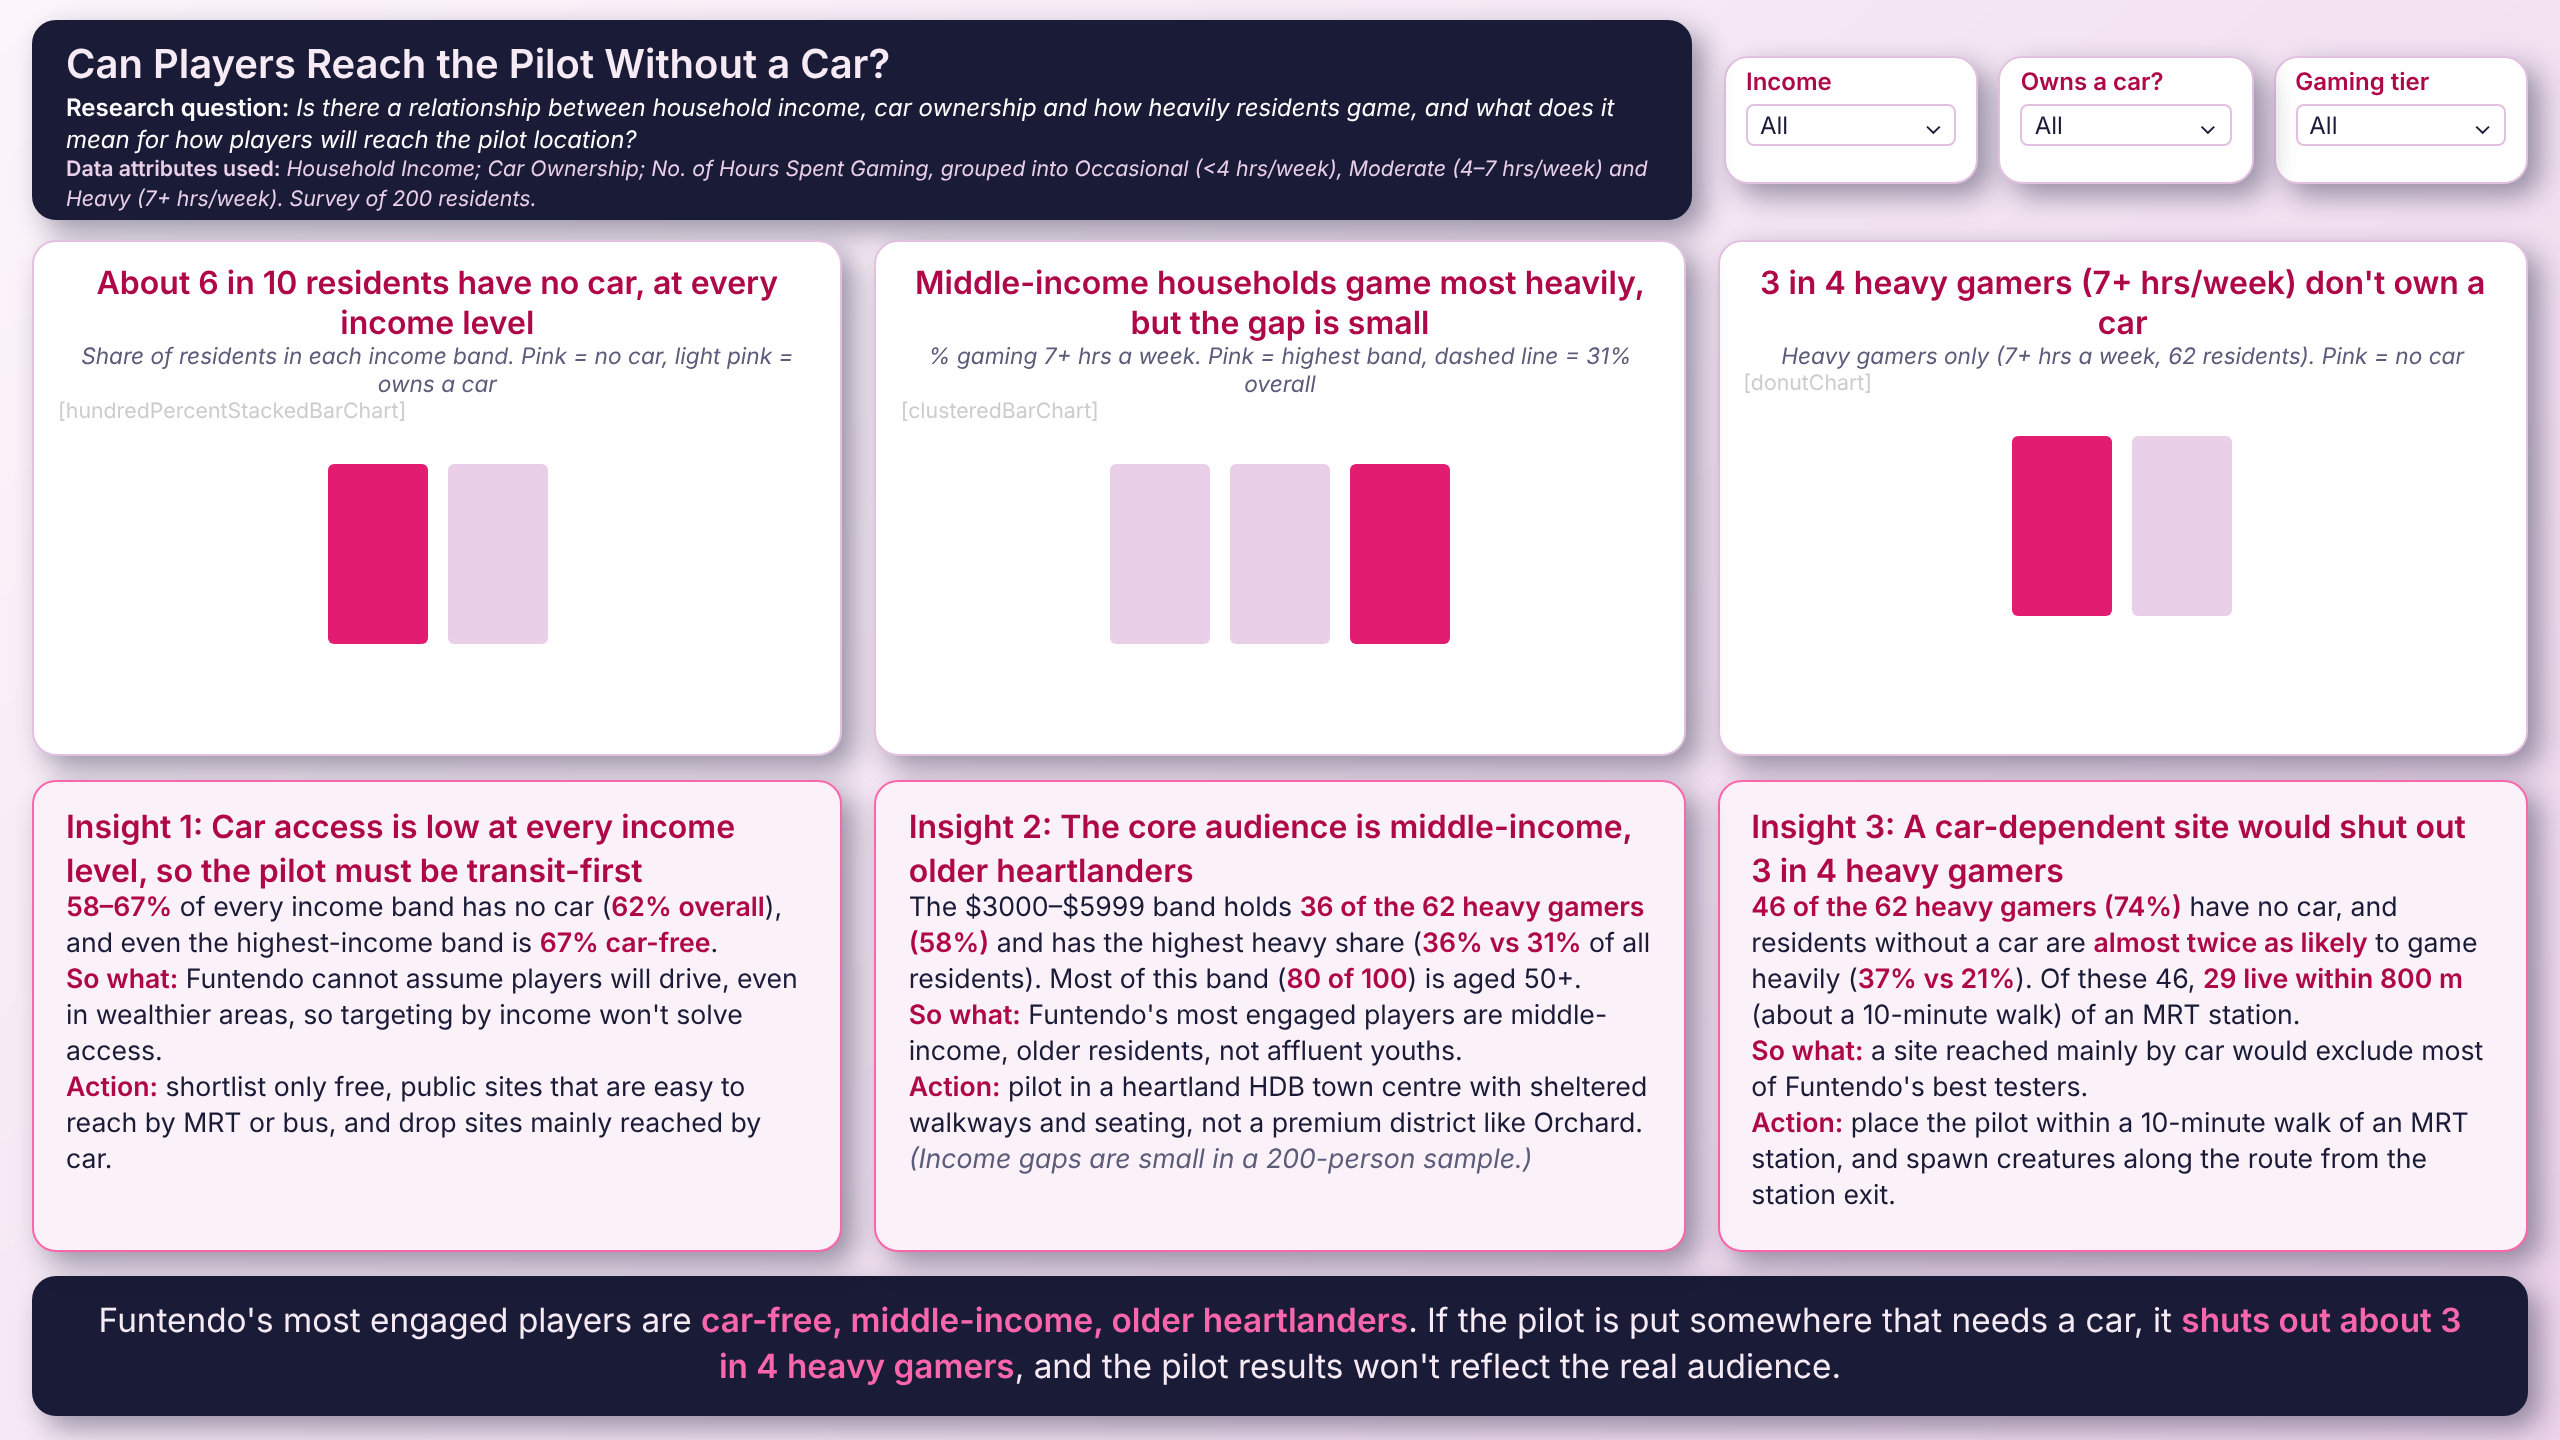 Can Players Reach the Pilot Without a Car?
Research question: Is there a relationship between household income, car ownership and how heavily residents game, and what does it
mean for how players will reach the pilot location?
Data attributes used: Household Income; Car Ownership; No. of Hours Spent Gaming, grouped into Occasional (<4 hrs/week), Moderate (4–7 hrs/week) and
Heavy (7+ hrs/week). Survey of 200 residents.
Income
All
Owns a car?
All
Gaming tier
All
About 6 in 10 residents have no car, at every
income level
Share of residents in each income band. Pink = no car, light pink =
owns a car
[hundredPercentStackedBarChart]
Middle-income households game most heavily,
but the gap is small
% gaming 7+ hrs a week. Pink = highest band, dashed line = 31%
overall
[clusteredBarChart]
3 in 4 heavy gamers (7+ hrs/week) don't own a
car
Heavy gamers only (7+ hrs a week, 62 residents). Pink = no car
[donutChart]
Insight 1: Car access is low at every income
level, so the pilot must be transit-first
58–67% of every income band has no car (62% overall),
and even the highest-income band is 67% car-free.
So what: Funtendo cannot assume players will drive, even
in wealthier areas, so targeting by income won't solve
access.
Action: shortlist only free, public sites that are easy to
reach by MRT or bus, and drop sites mainly reached by
car.
Insight 2: The core audience is middle-income,
older heartlanders
The $3000–$5999 band holds 36 of the 62 heavy gamers
(58%) and has the highest heavy share (36% vs 31% of all
residents). Most of this band (80 of 100) is aged 50+.
So what: Funtendo's most engaged players are middle-
income, older residents, not affluent youths.
Action: pilot in a heartland HDB town centre with sheltered
walkways and seating, not a premium district like Orchard.
(Income gaps are small in a 200-person sample.)
Insight 3: A car-dependent site would shut out
3 in 4 heavy gamers
46 of the 62 heavy gamers (74%) have no car, and
residents without a car are almost twice as likely to game
heavily (37% vs 21%). Of these 46, 29 live within 800 m
(about a 10-minute walk) of an MRT station.
So what: a site reached mainly by car would exclude most
of Funtendo's best testers.
Action: place the pilot within a 10-minute walk of an MRT
station, and spawn creatures along the route from the
station exit.
Funtendo's most engaged players are car-free, middle-income, older heartlanders. If the pilot is put somewhere that needs a car, it shuts out about 3
in 4 heavy gamers, and the pilot results won't reflect the real audience.